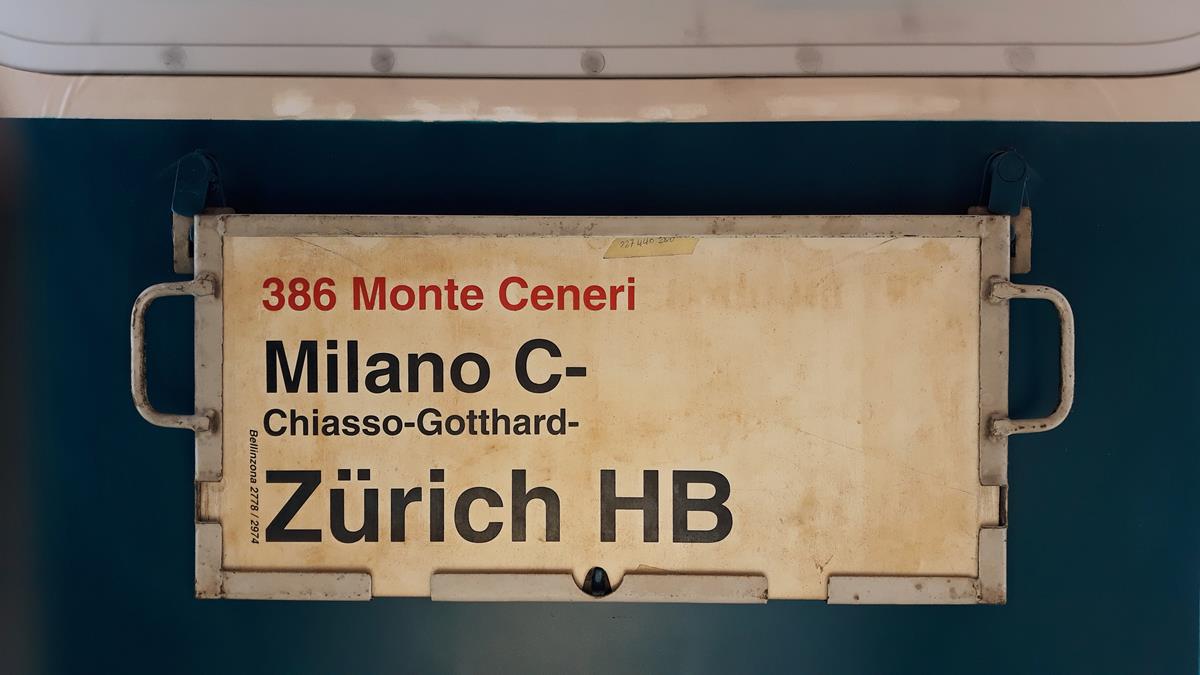 386 Monte Ceneri
Milano C-
Chiasso-Gotthard-
Zürich HB
Bellinzona 2778 / 2974